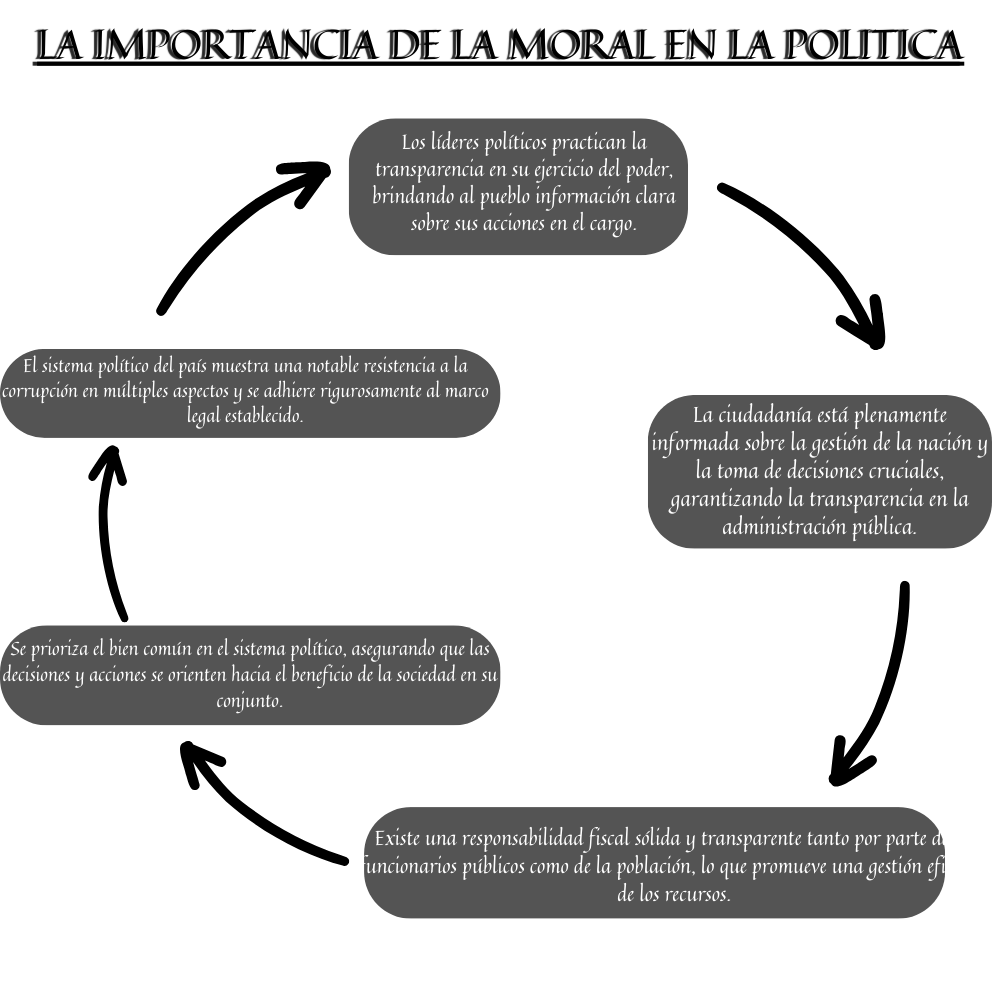 LA IMPORTANCIA DE LA MORAL EN LA POLITICA
Los líderes políticos practican la
transparencia en su ejercicio del poder,
brindando al pueblo información clara
sobre sus acciones en el cargo.
La ciudadanía está plenamente
informada sobre la gestión de la nación y
la toma de decisiones cruciales,
garantizando la transparencia en la
administración pública.
Existe una responsabilidad fiscal sólida y transparente tanto por parte
funcionarios públicos como de la población, lo que promueve una gestión
de los recursos.
Se prioriza el bien común en el sistema político, asegurando que las
decisiones y acciones se orienten hacia el beneficio de la sociedad en su
conjunto.
El sistema político del país muestra una notable resistencia a la
corrupción en múltiples aspectos y se adhiere rigurosamente al marco
legal establecido.